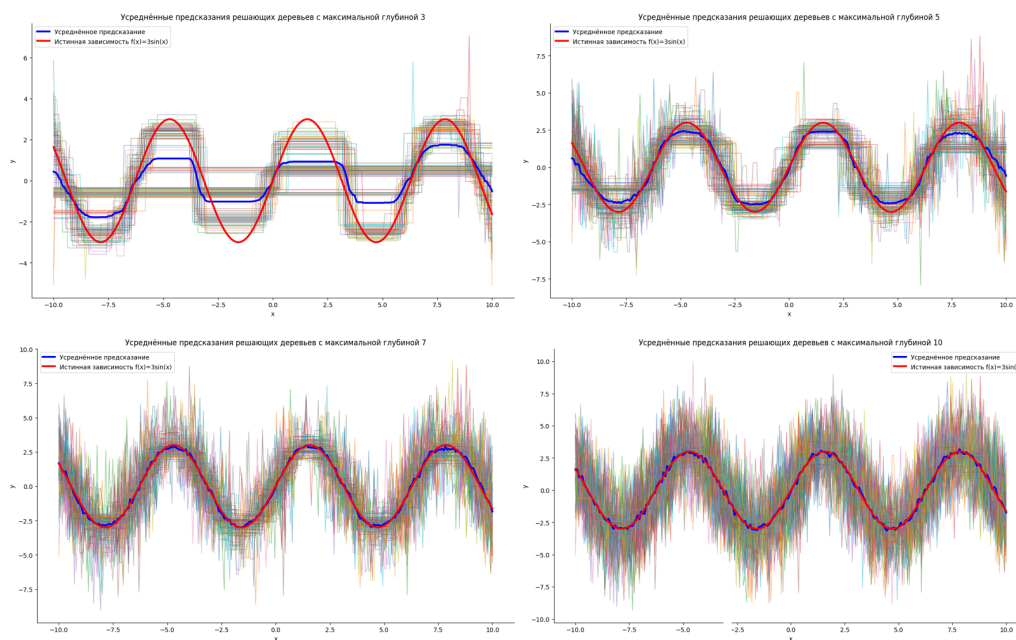 Усреднённые предсказания решающих деревьев с максимальной глубиной 3
Усреднённое предсказание
Истинная зависимость f(x)=3sin(x)
y
6
4
2
0
−2
−4
−10.0 −7.5 −5.0 −2.5 0.0 2.5 5.0 7.5 10.0
x
Усреднённые предсказания решающих деревьев с максимальной глубиной 5
Усреднённое предсказание
Истинная зависимость f(x)=3sin(x)
y
7.5
5.0
2.5
0.0
−2.5
−5.0
−7.5
−10.0 −7.5 −5.0 −2.5 0.0 2.5 5.0 7.5 10.0
x
Усреднённые предсказания решающих деревьев с максимальной глубиной 7
Усреднённое предсказание
Истинная зависимость f(x)=3sin(x)
y
10.0
7.5
5.0
2.5
0.0
−2.5
−5.0
−7.5
−10.0 −7.5 −5.0 −2.5 0.0 2.5 5.0 7.5 10.0
x
Усреднённые предсказания решающих деревьев с максимальной глубиной 10
Усреднённое предсказание
Истинная зависимость f(x)=3sin(
y
10.0
7.5
5.0
2.5
0.0
−2.5
−5.0
−7.5
−10.0
−10.0 −7.5 −5.0 −2.5 0.0 2.5 5.0 7.5 10.0
x